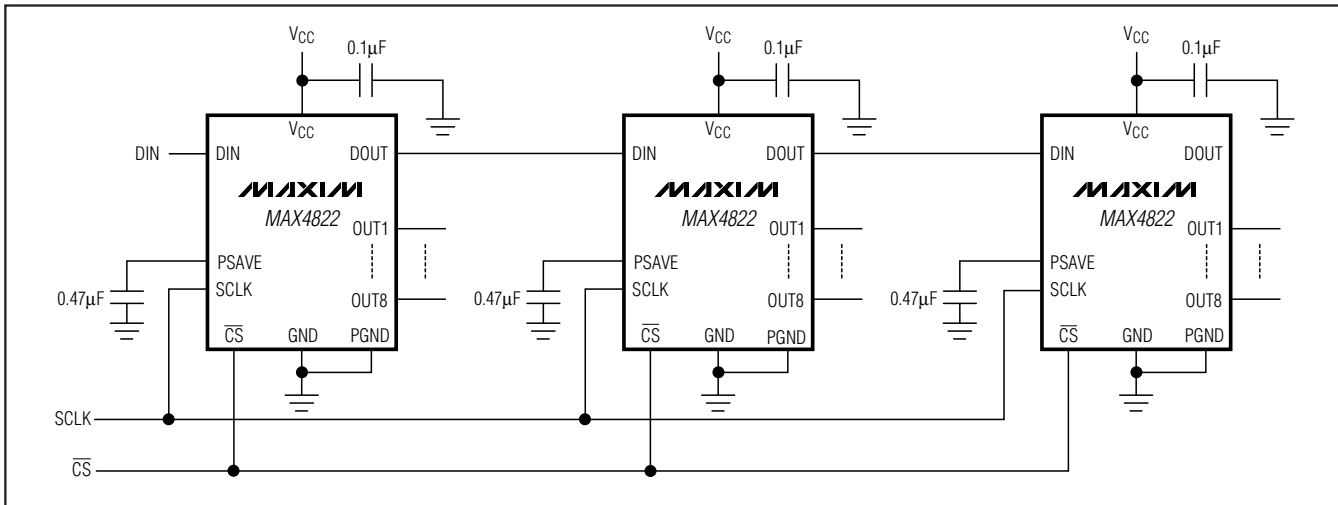 VCC
0.1µF
VCC
0.1µF
VCC
0.1µF
VCC
VCC
VCC
DIN
DIN
DOUT
DIN
DOUT
DIN
DOUT
MAXIM
MAXIM
MAXIM
MAX4822
MAX4822
MAX4822
OUT1
OUT1
OUT1
PSAVE
PSAVE
PSAVE
0.47µF
SCLK
0.47µF
SCLK
0.47µF
SCLK
OUT8
OUT8
OUT8
CS
GND
PGND
CS
GND
PGND
CS
GND
PGND
SCLK
CS